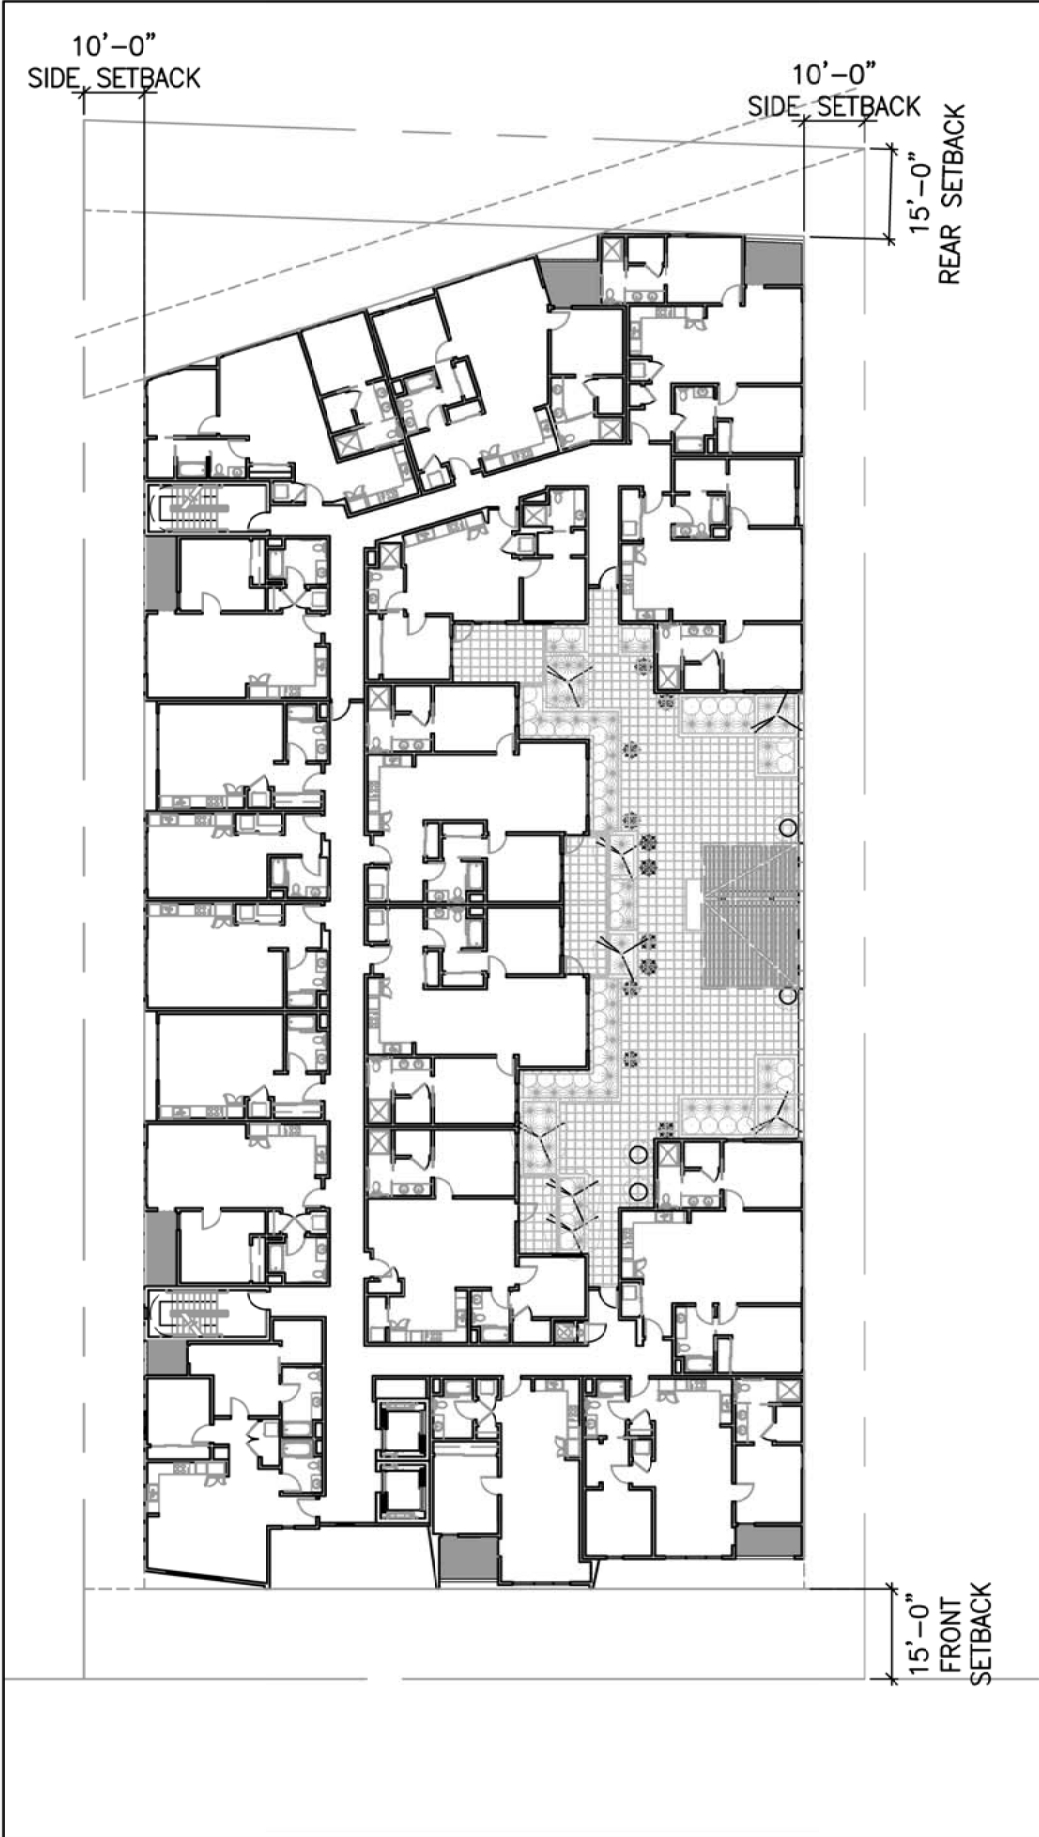 10'-0"
SIDE SETBACK
10'-0"
SIDE SETBACK
15'-0"
REAR SETBACK
15'-0"
FRONT
SETBACK